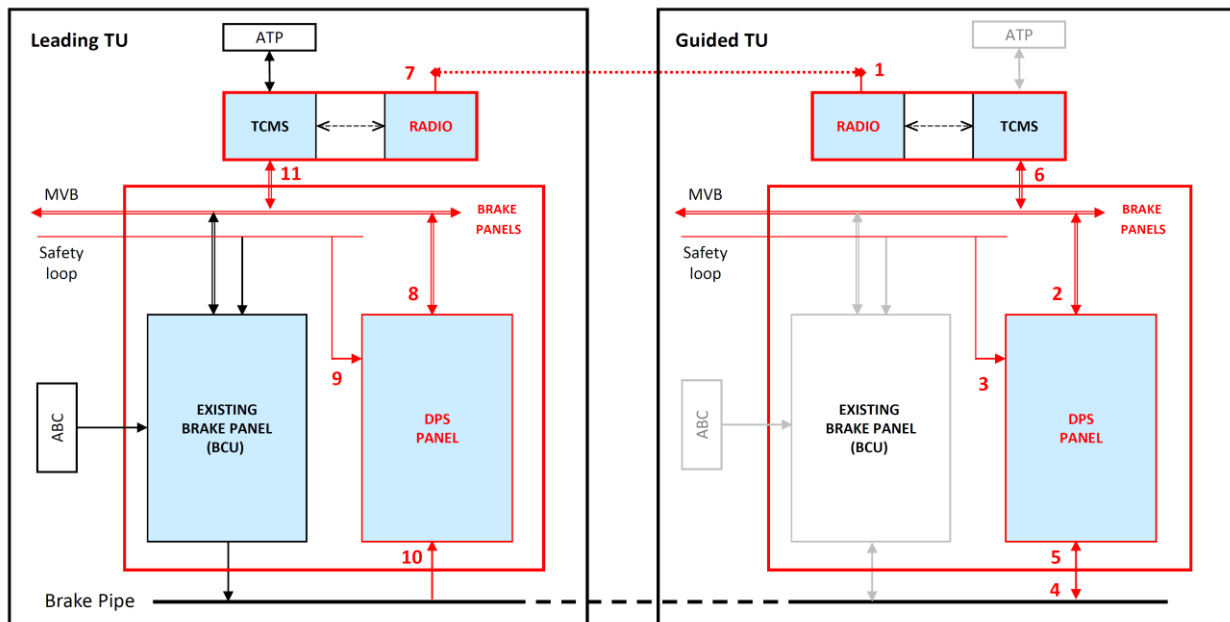 Leading TU
ATP
7
TCMS
RADIO
11
MVB
BRAKE
PANELS
Safety
loop
8
9
ABC
EXISTING
BRAKE PANEL
(BCU)
DPS
PANEL
10
Brake Pipe
Guided TU
ATP
1
RADIO
TCMS
6
MVB
BRAKE
PANELS
Safety
loop
2
3
ABC
EXISTING
BRAKE PANEL
(BCU)
DPS
PANEL
5
4